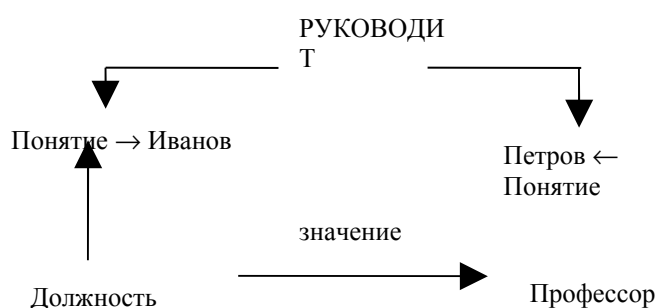 РУКОВОДИ
Т
Понятие → Иванов
Петров ←
Понятие
значение
Должность
Профессор